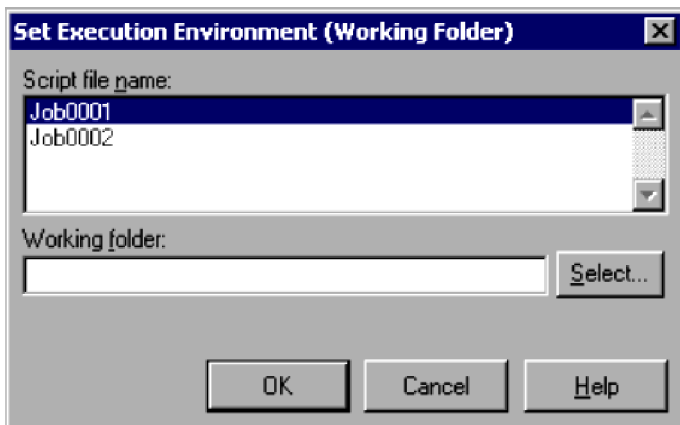 Set Execution Environment (Working Folder)
Script file name:
Job0001
Job0002
Working folder:
Select...
OK
Cancel
Help